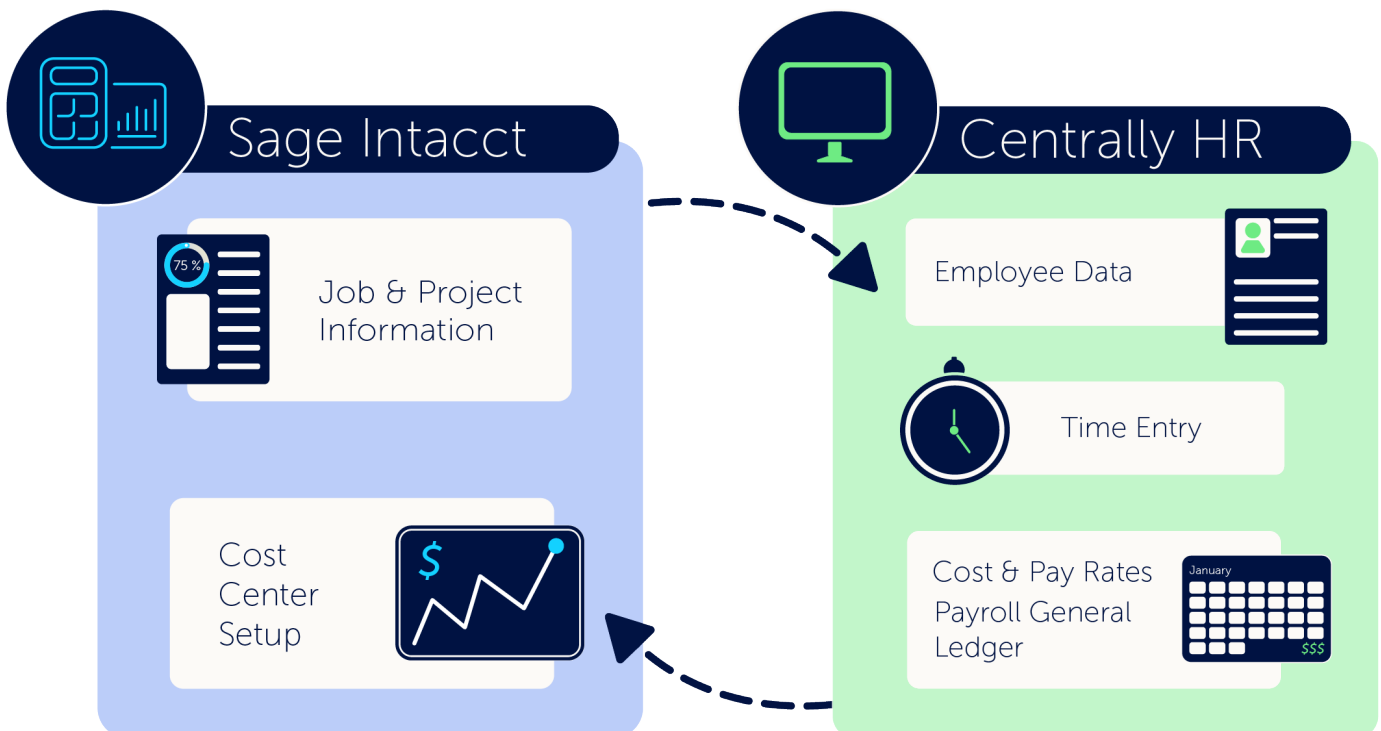 Sage Intacct
75 %
Job & Project
Information
$
Cost
Center
Setup
Centrally HR
Employee Data
Time Entry
Cost & Pay Rates
Payroll General
Ledger
January
$$$